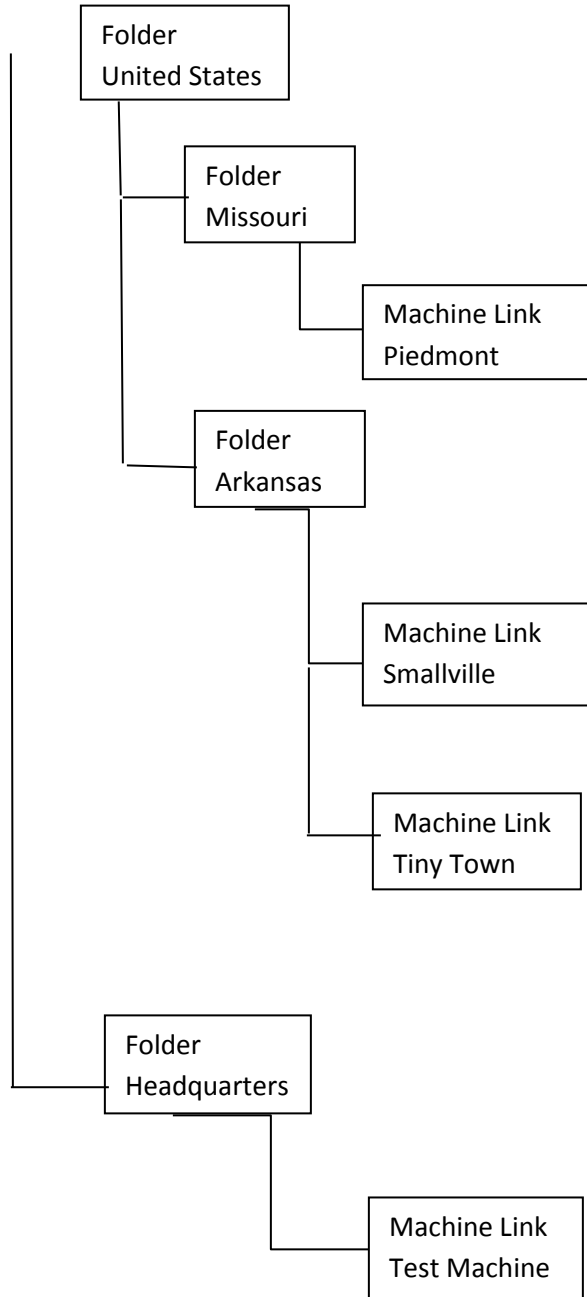 Folder
United States
Folder
Missouri
Machine Link
Piedmont
Folder
Arkansas
Machine Link
Smallville
Machine Link
Tiny Town
Folder
Headquarters
Machine Link
Test Machine